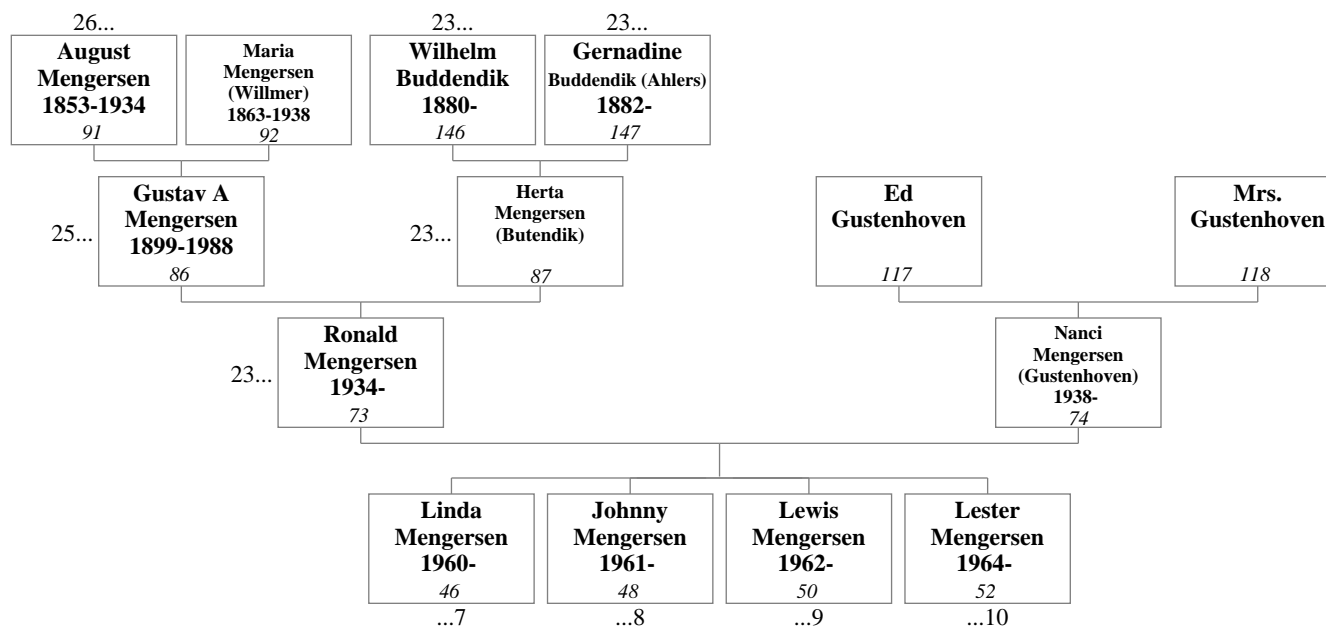 26...
23...
23...
August
Mengersen
1853-1934
91
Maria
Mengersen
(Willmer)
1863-1938
92
Wilhelm
Buddendik
1880-
146
Gernadine
Buddendik (Ahlers)
1882-
147
25...
Gustav A
Mengersen
1899-1988
86
23...
Herta
Mengersen
(Butendik)
87
Ed
Gustenhoven
117
Mrs.
Gustenhoven
118
23...
Ronald
Mengersen
1934-
73
Nanci
Mengersen
(Gustenhoven)
1938-
74
Linda
Mengersen
1960-
46
...7
Johnny
Mengersen
1961-
48
...8
Lewis
Mengersen
1962-
50
...9
Lester
Mengersen
1964-
52
...10